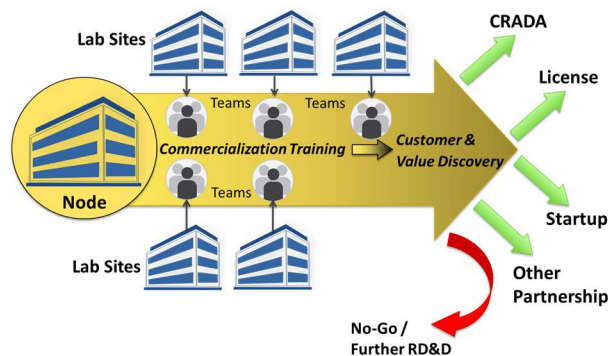 Lab Sites
CRADA
License
Teams Teams
Commercialization Training
Customer &
Value Discovery
Node
Teams
Lab Sites
Startup
Other
Partnership
No-Go /
Further RD&D